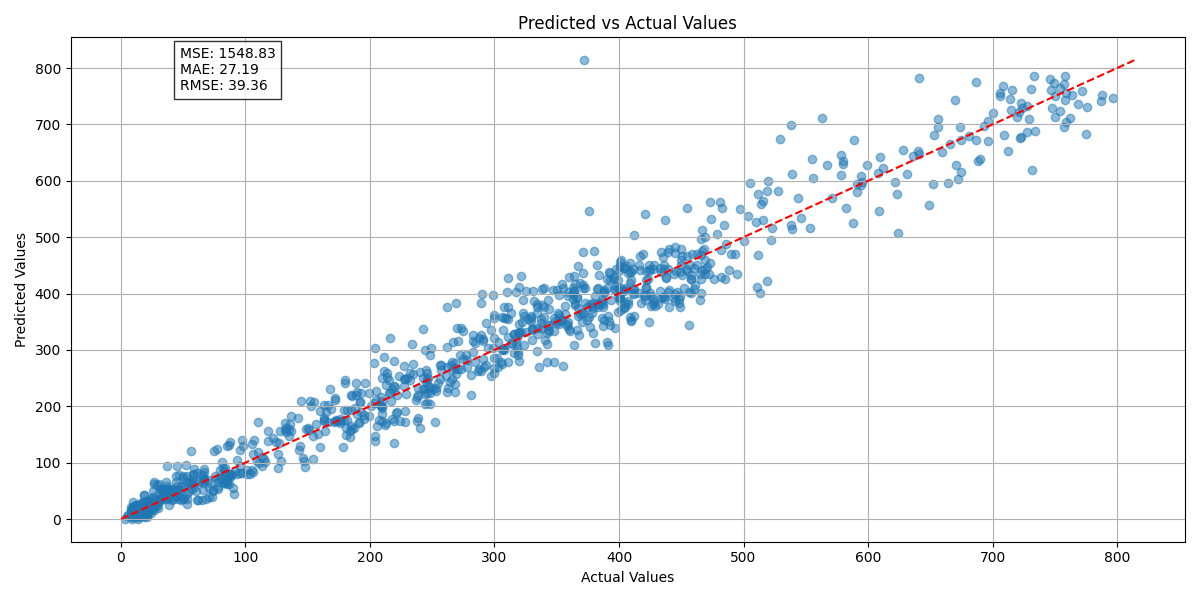 Predicted vs Actual Values
MSE: 1548.83
MAE: 27.19
RMSE: 39.36
Predicted Values
800
700
600
500
400
300
200
100
0
0 100 200 300 400 500 600 700 800
Actual Values